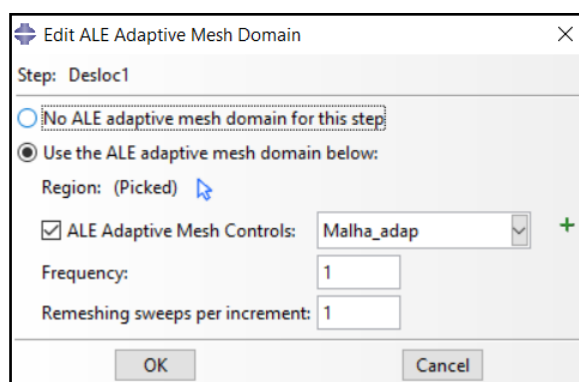 Edit ALE Adaptive Mesh Domain
Step: Desloc1
No ALE adaptive mesh domain for this step
Use the ALE adaptive mesh domain below:
Region: (Picked)
ALE Adaptive Mesh Controls: Malha_adap
Frequency: 1
Remeshing sweeps per increment: 1
OK Cancel